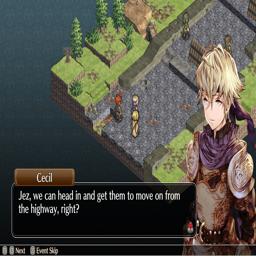 Cecil
Jez, we can head in and get them to move on from
the highway, right?
Next Event Skip